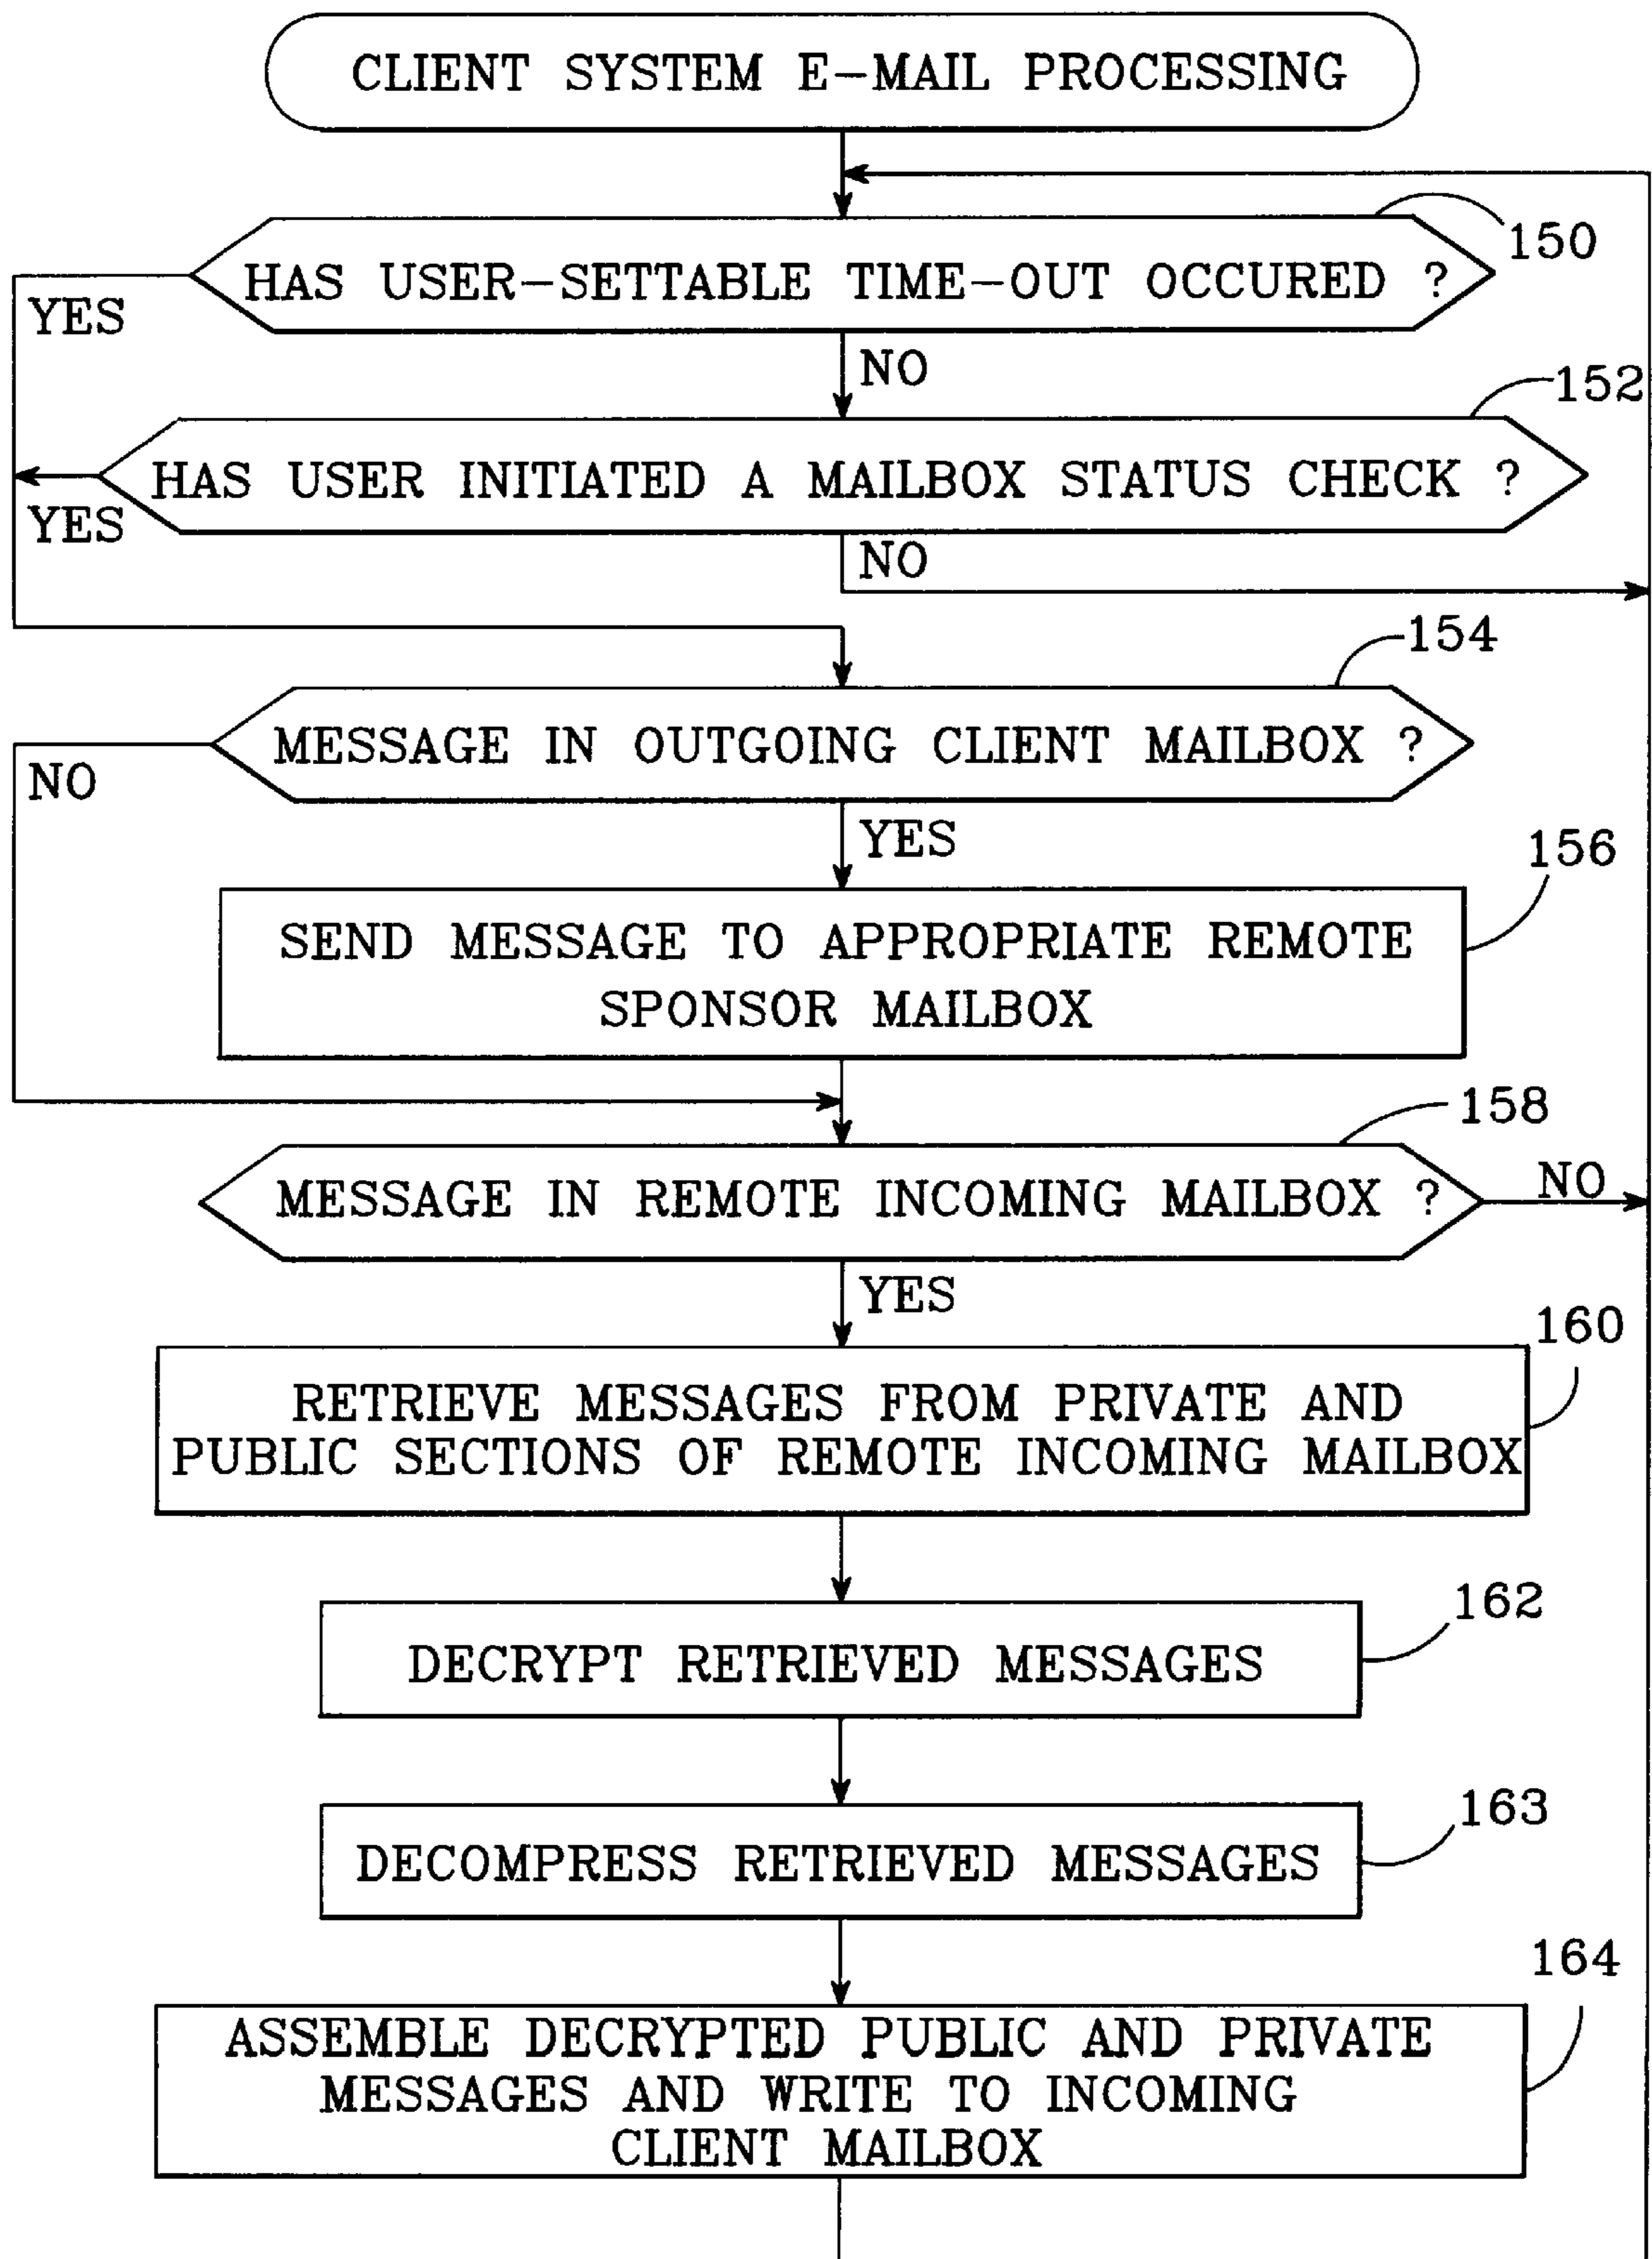 CLIENT SYSTEM E-MAIL PROCESSING
150
HAS USER-SETTABLE TIME-OUT OCCURED ?
YES
NO
152
HAS USER INITIATED A MAILBOX STATUS CHECK ?
YES
NO
154
MESSAGE IN OUTGOING CLIENT MAILBOX ?
NO
YES
156
SEND MESSAGE TO APPROPRIATE REMOTE
SPONSOR MAILBOX
158
MESSAGE IN REMOTE INCOMING MAILBOX ?
NO
YES
160
RETRIEVE MESSAGES FROM PRIVATE AND
PUBLIC SECTIONS OF REMOTE INCOMING MAILBOX
162
DECRYPT RETRIEVED MESSAGES
163
DECOMPRESS RETRIEVED MESSAGES
164
ASSEMBLE DECRYPTED PUBLIC AND PRIVATE
MESSAGES AND WRITE TO INCOMING
CLIENT MAILBOX